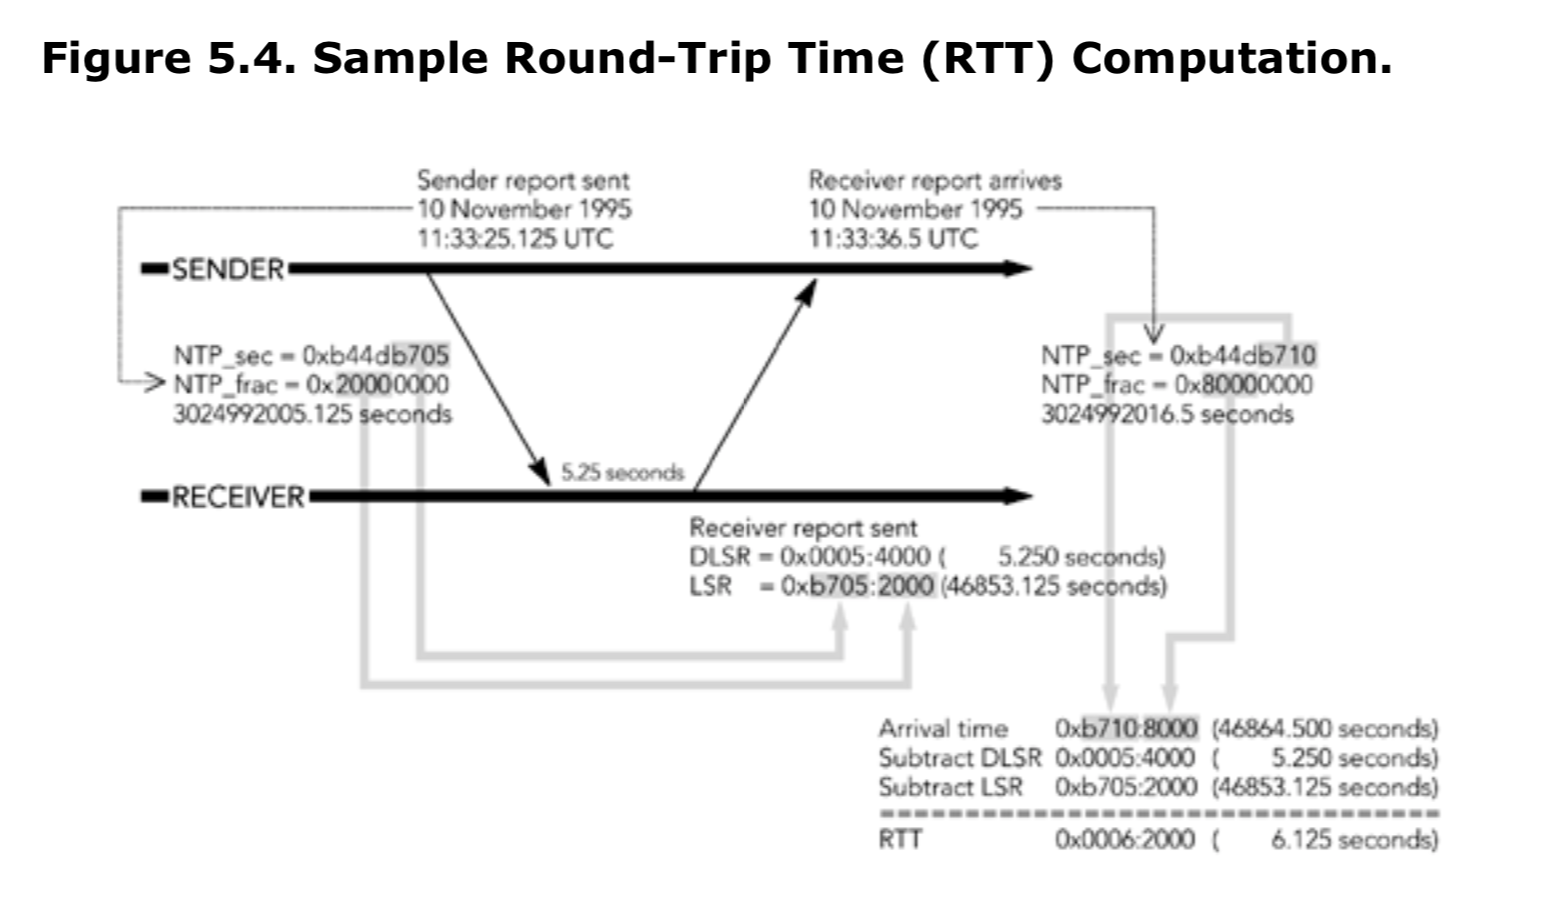 Figure 5.4. Sample Round-Trip Time (RTT) Computation.
Sender report sent
10 November 1995
11:33:25.125 UTC
Receiver report arrives
10 November 1995
11:33:36.5 UTC
SENDER
NTP_sec = 0xb44db705
NTP_frac = 0x20000000
3024992005.125 seconds
NTP_sec = 0xb44db710
NTP_frac = 0x80000000
3024992016.5 seconds
5.25 seconds
RECEIVER
Receiver report sent
DLSR = 0x0005:4000 ( 5.250 seconds)
LSR = 0xb705:2000 (46853.125 seconds)
Arrival time 0xb710:8000 (46864.500 seconds)
Subtract DLSR 0x0005:4000 ( 5.250 seconds)
Subtract LSR 0xb705:2000 (46853.125 seconds)
RTT 0x0006:2000 ( 6.125 seconds)